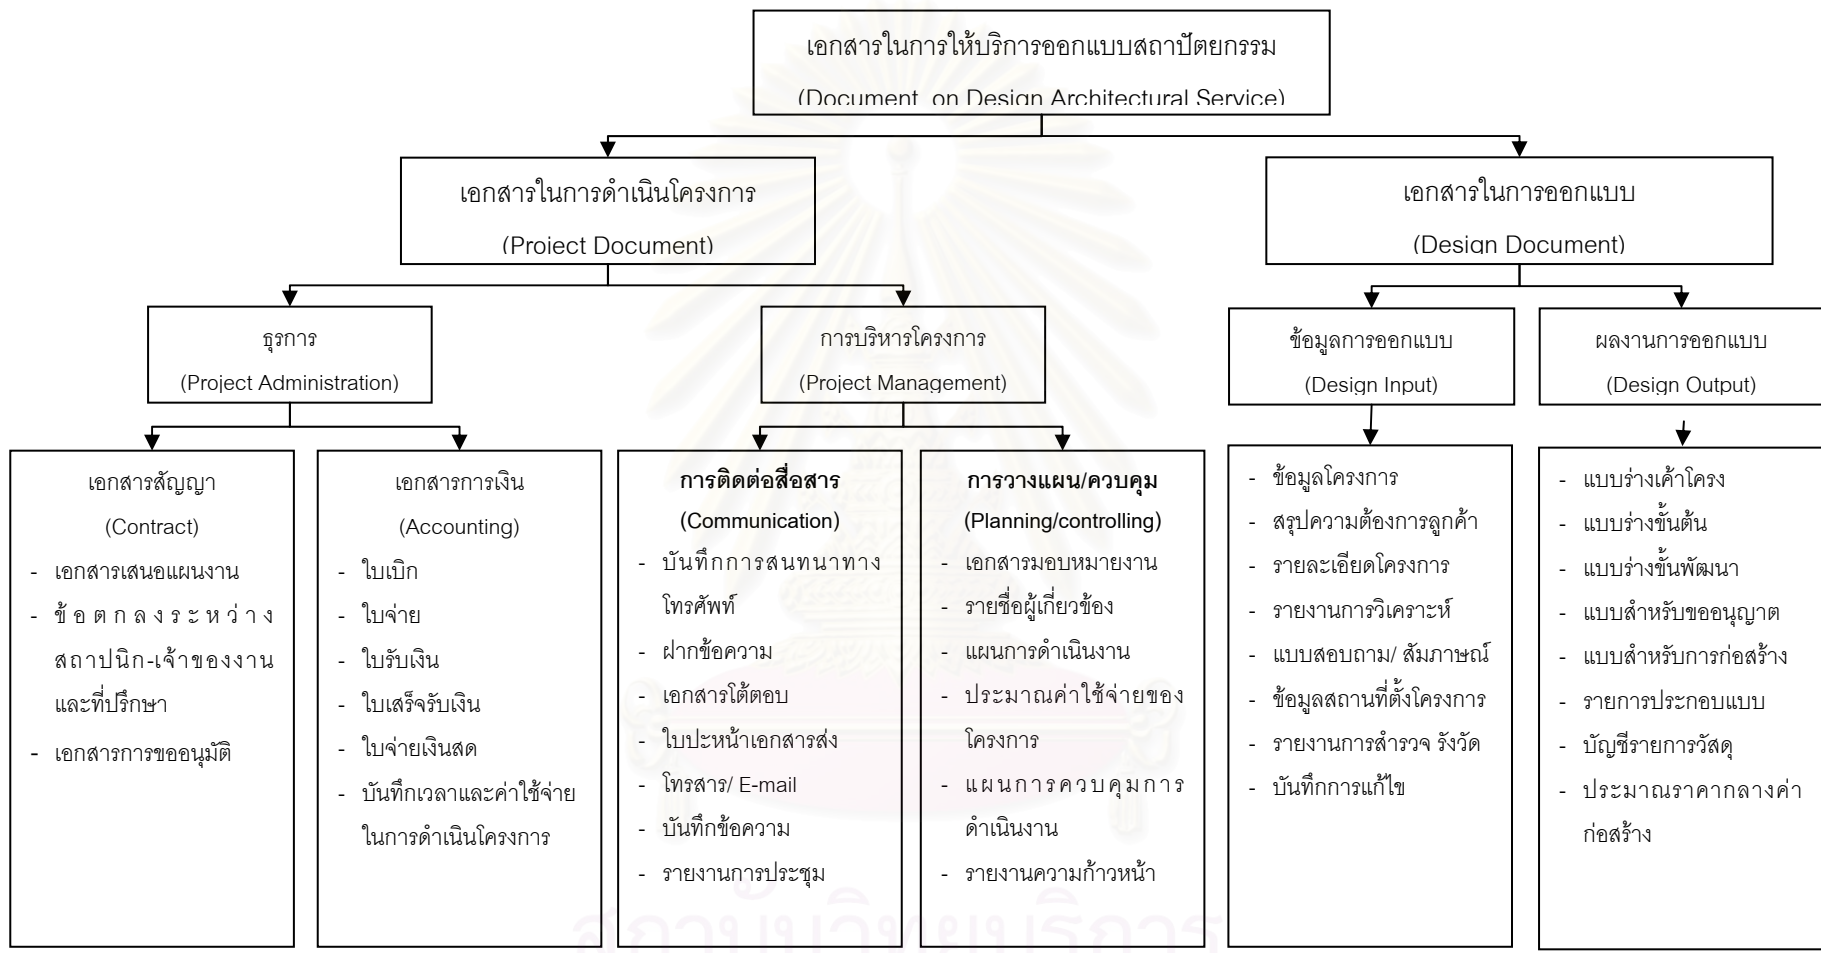 เอกสารในการให้บริการออกแบบสถาปัตยกรรม
(Document on Design Architectural Service)
เอกสารในการดำเนินโครงการ
(Project Document)
เอกสารในการออกแบบ
(Design Document)
ธุรการ
(Project Administration)
การบริหารโครงการ
(Project Management)
ข้อมูลการออกแบบ
(Design Input)
ผลงานการออกแบบ
(Design Output)
เอกสารสัญญา
(Contract)
- เอกสารเสนอแผนงาน
- ข้อตกลงระหว่าง
สถาปนิก-เจ้าของงาน
และที่ปรึกษา
- เอกสารการขออนุมัติ
เอกสารการเงิน
(Accounting)
- ใบเบิก
- ใบจ่าย
- ใบรับเงิน
- ใบเสร็จรับเงิน
- ใบจ่ายเงินสด
- บันทึกเวลาและค่าใช้จ่าย
ในการดำเนินโครงการ
การติดต่อสื่อสาร
(Communication)
- บันทึกการสนทนาทาง
โทรศัพท์
- ฝากข้อความ
- เอกสารโต้ตอบ
- ใบปะหน้าเอกสารส่ง
โทรสาร/ E-mail
- บันทึกข้อความ
- รายงานการประชุม
การวางแผน/ควบคุม
(Planning/controlling)
- เอกสารมอบหมายงาน
- รายชื่อผู้เกี่ยวข้อง
- แผนการดำเนินงาน
- ประมาณค่าใช้จ่ายของ
โครงการ
- แผนการควบคุมการ
ดำเนินงาน
- รายงานความก้าวหน้า
- ข้อมูลโครงการ
- สรุปความต้องการลูกค้า
- รายละเอียดโครงการ
- รายงานการวิเคราะห์
- แบบสอบถาม/ สัมภาษณ์
- ข้อมูลสถานที่ตั้งโครงการ
- รายงานการสำรวจ รังวัด
- บันทึกการแก้ไข
- แบบร่างเค้าโครง
- แบบร่างขั้นต้น
- แบบร่างขั้นพัฒนา
- แบบสำหรับขออนุญาต
- แบบสำหรับการก่อสร้าง
- รายการประกอบแบบ
- บัญชีรายการวัสดุ
- ประมาณราคากลางค่า
ก่อสร้าง
สถาบันวิทยบริการ